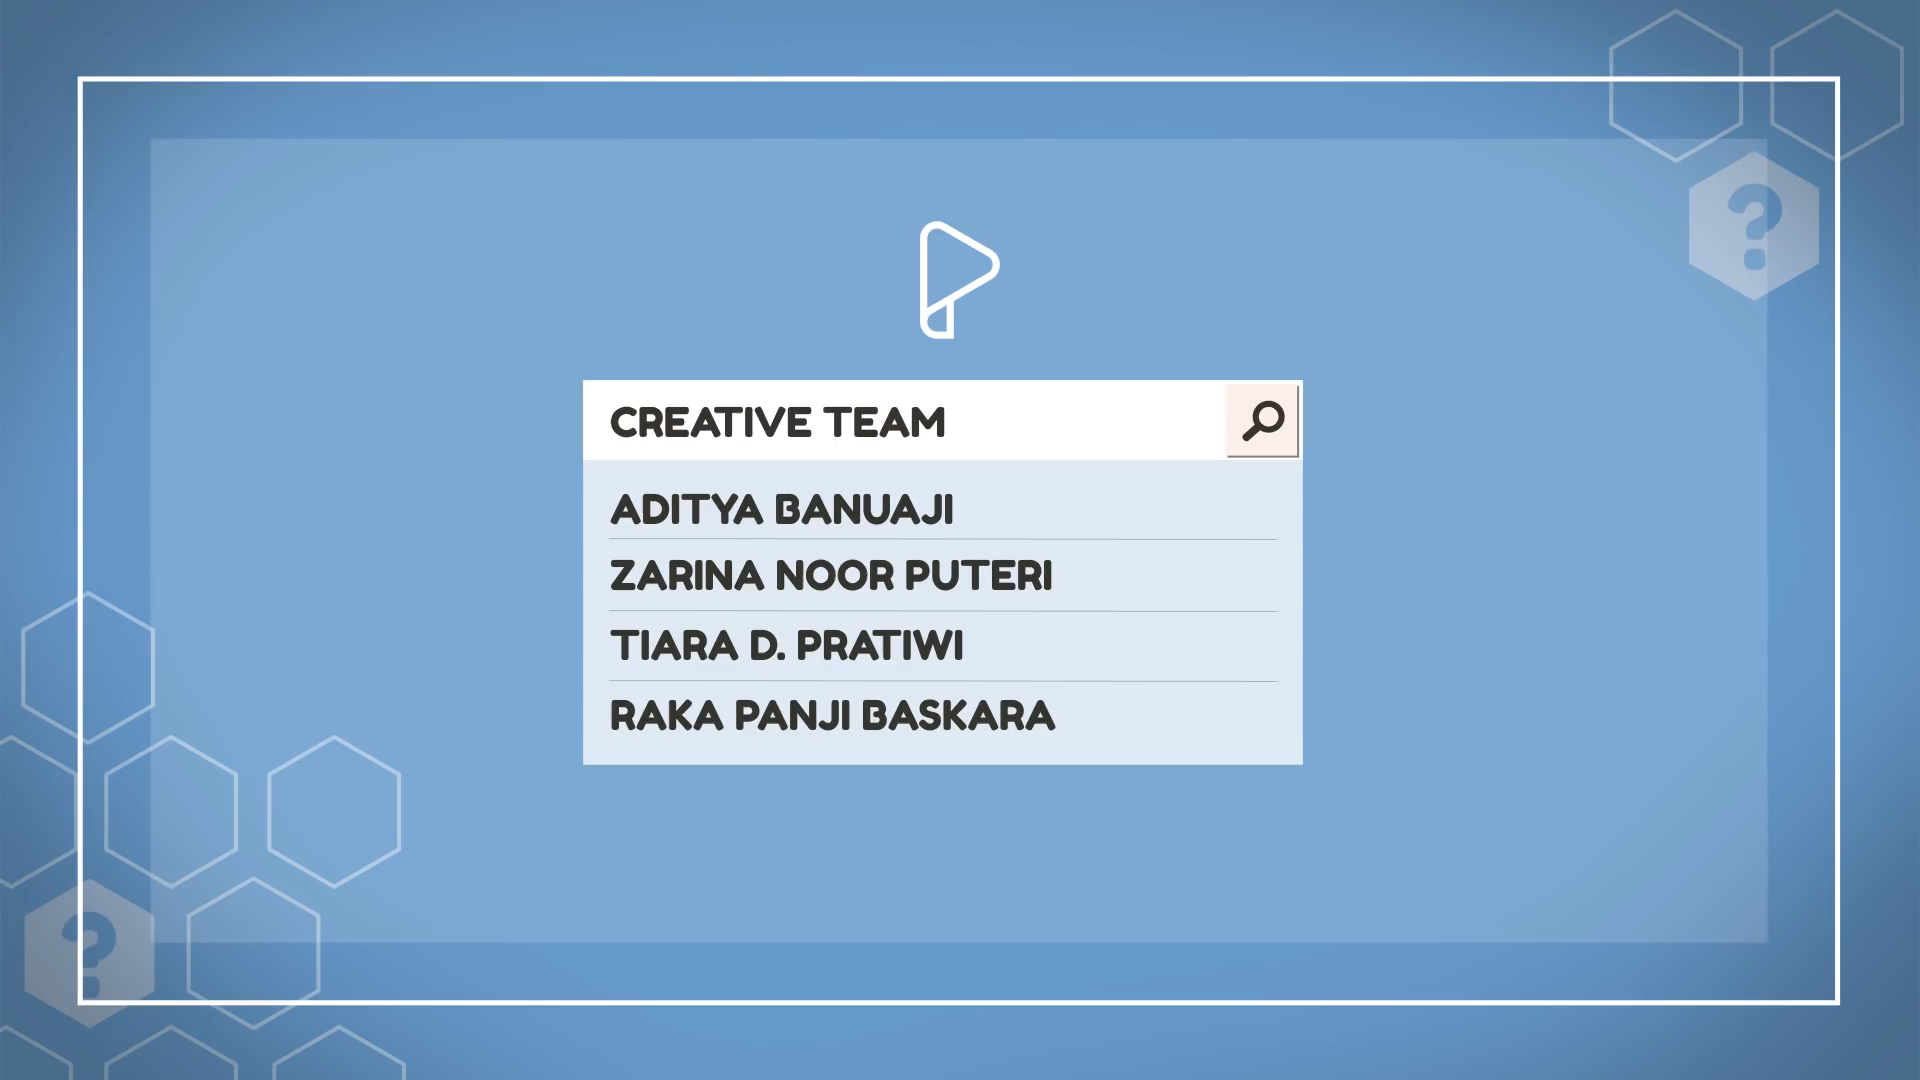 CREATIVE TEAM
ADITYA BANUAJI
ZARINA NOOR PUTERI
TIARA D. PRATIWI
RAKA PANJI BASKARA
?
?